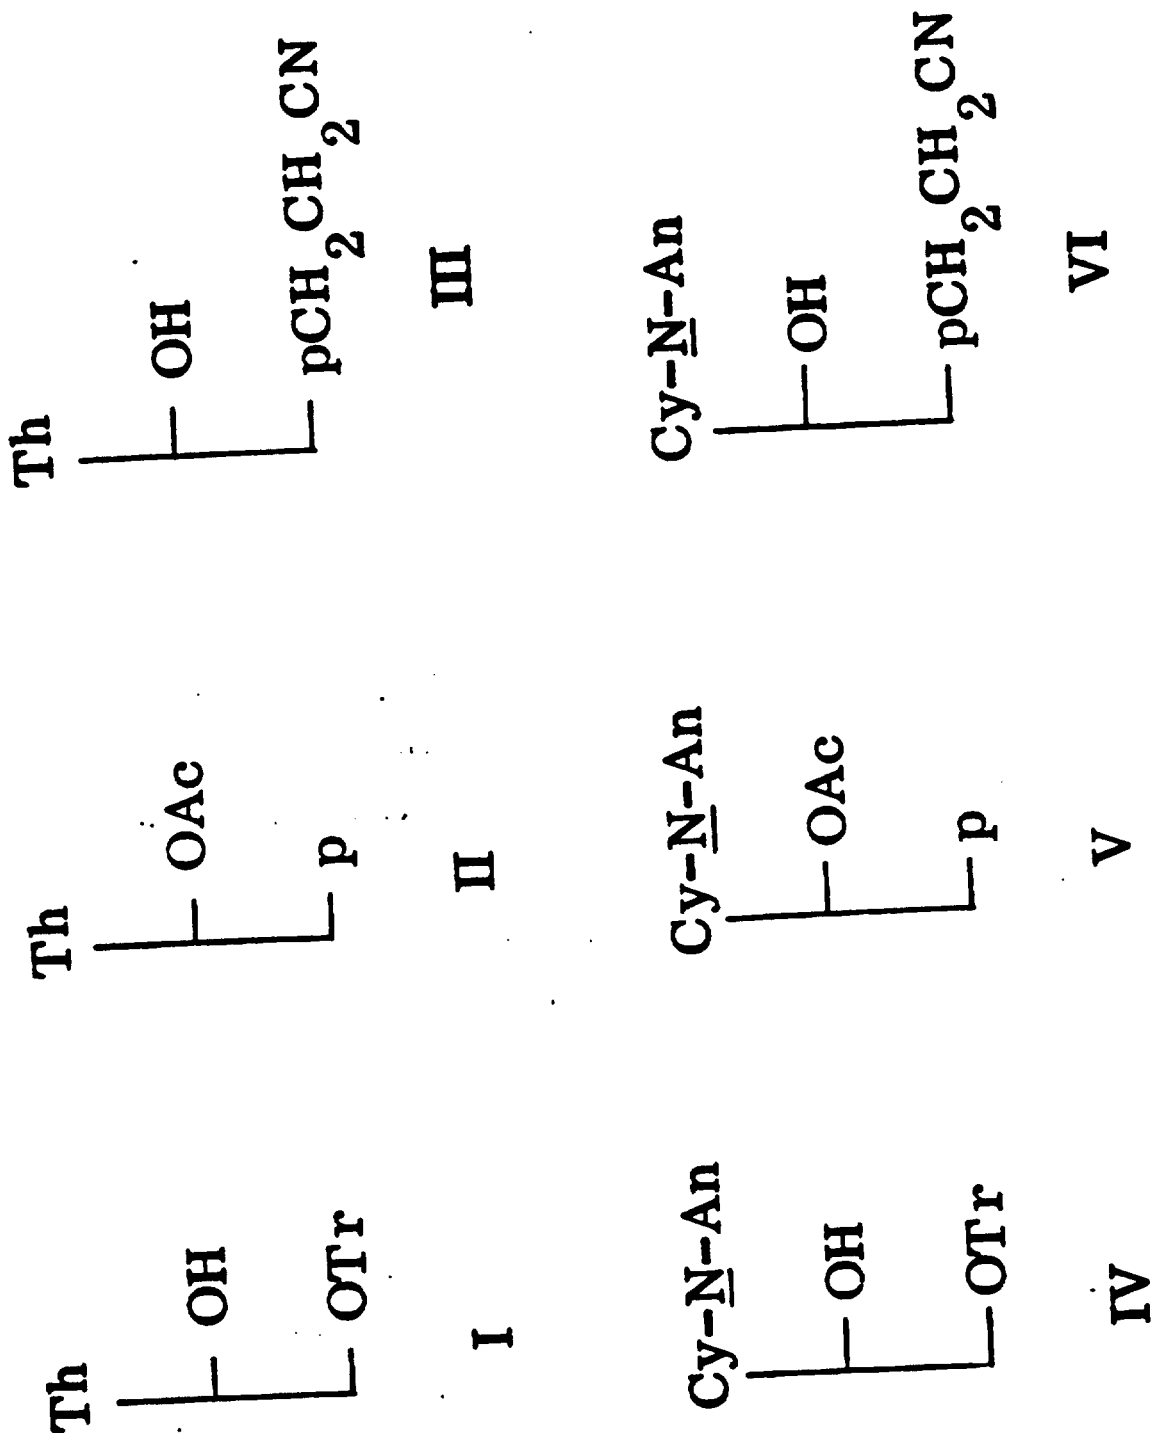 Th
OH
OTr
I
Th
OAc
p
II
Th
OH
pCH2CH2CN
III
Cy-N-An
OH
OTr
IV
Cy-N-An
OAc
p
V
Cy-N-An
OH
pCH2CH2CN
VI